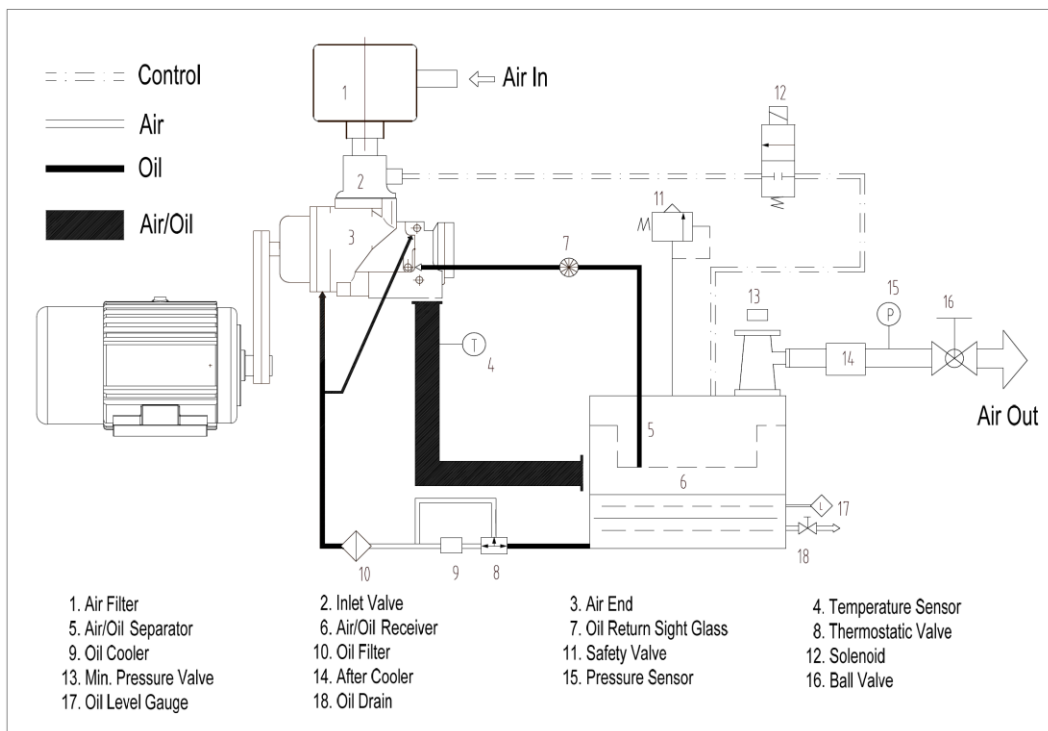 Control
Air
Oil
Air/Oil
1
Air In
2
3
T
4
5
6
7
8
9
10
11
12
13
14
P
15
16
Air Out
L
17
18
1. Air Filter
2. Inlet Valve
3. Air End
4. Temperature Sensor
5. Air/Oil Separator
6. Air/Oil Receiver
7. Oil Return Sight Glass
8. Thermostatic Valve
9. Oil Cooler
10. Oil Filter
11. Safety Valve
12. Solenoid
13. Min. Pressure Valve
14. After Cooler
15. Pressure Sensor
16. Ball Valve
17. Oil Level Gauge
18. Oil Drain